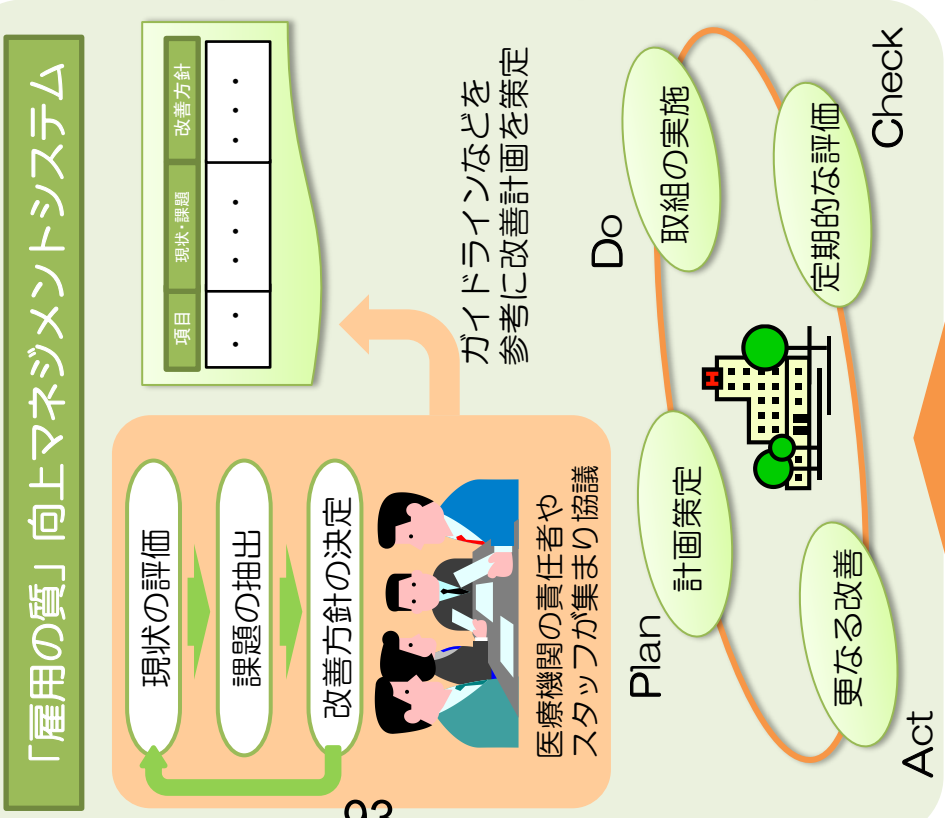 「雇用の質」向上マネジメントシステム
現状の評価
課題の抽出
改善方針の決定
医療機関の責任者や
スタッフが集まり協議
項目
現状・課題
改善方針
・・
・・・
・・・
ガイドラインなどを
参考に改善計画を策定
Plan
計画策定
Do
取組の実施
定期的な評価
Check
更なる改善
Act
H
93